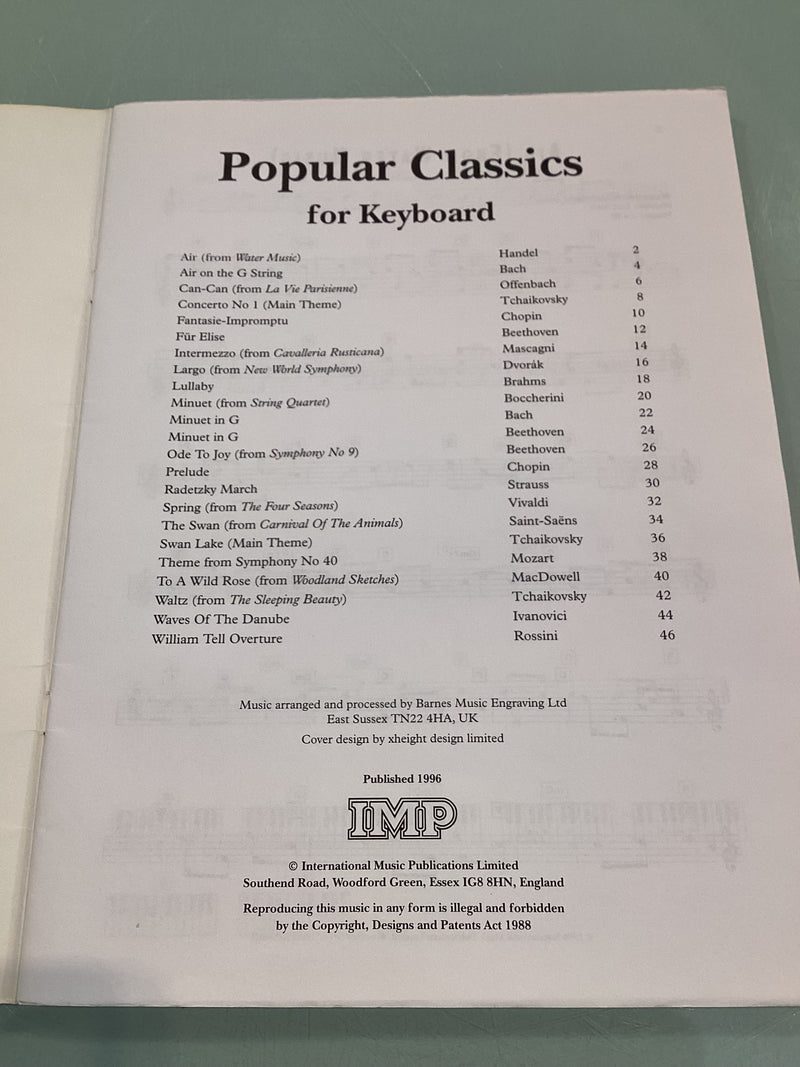 Popular Classics
for Keyboard
Air (from Water Music) Handel 2
Air on the G String Bach 4
Can-Can (from La Vie Parisienne) Offenbach 6
Concerto No 1 (Main Theme) Tchaikovsky 8
Fantasie-Impromptu Chopin 10
Für Elise Beethoven 12
Intermezzo (from Cavalleria Rusticana) Mascagni 14
Largo (from New World Symphony) Dvorák 16
Lullaby Brahms 18
Minuet (from String Quartet) Boccherini 20
Minuet in G Bach 22
Minuet in G Beethoven 24
Ode To Joy (from Symphony No 9) Beethoven 26
Prelude Chopin 28
Radetzky March Strauss 30
Spring (from The Four Seasons) Vivaldi 32
The Swan (from Carnival Of The Animals) Saint-Saëns 34
Swan Lake (Main Theme) Tchaikovsky 36
Theme from Symphony No 40 Mozart 38
To A Wild Rose (from Woodland Sketches) MacDowell 40
Waltz (from The Sleeping Beauty) Tchaikovsky 42
Waves Of The Danube Ivanovici 44
William Tell Overture Rossini 46
Music arranged and processed by Barnes Music Engraving Ltd
East Sussex TN22 4HA, UK
Cover design by xheight design limited
Published 1996
IMP
© International Music Publications Limited
Southend Road, Woodford Green, Essex IG8 8HN, England
Reproducing this music in any form is illegal and forbidden
by the Copyright, Designs and Patents Act 1988